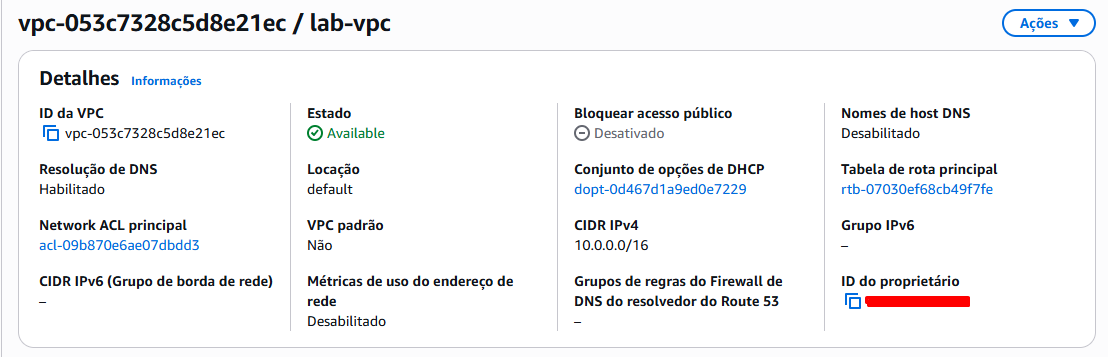 vpc-053c7328c5d8e21ec / lab-vpc
Ações
Detalhes Informações
ID da VPC
vpc-053c7328c5d8e21ec
Estado
Available
Bloquear acesso público
Desativado
Nomes de host DNS
Desabilitado
Resolução de DNS
Habilitado
Locação
default
Conjunto de opções de DHCP
dopt-0d467d1a9ed0e7229
Tabela de rota principal
rtb-07030ef68cb49f7fe
Network ACL principal
acl-09b870e6ae07dbdd3
VPC padrão
Não
CIDR IPv4
10.0.0.0/16
Grupo IPv6
–
CIDR IPv6 (Grupo de borda de rede)
–
Métricas de uso do endereço de
rede
Desabilitado
Grupos de regras do Firewall de
DNS do resolvedor do Route 53
–
ID do proprietário